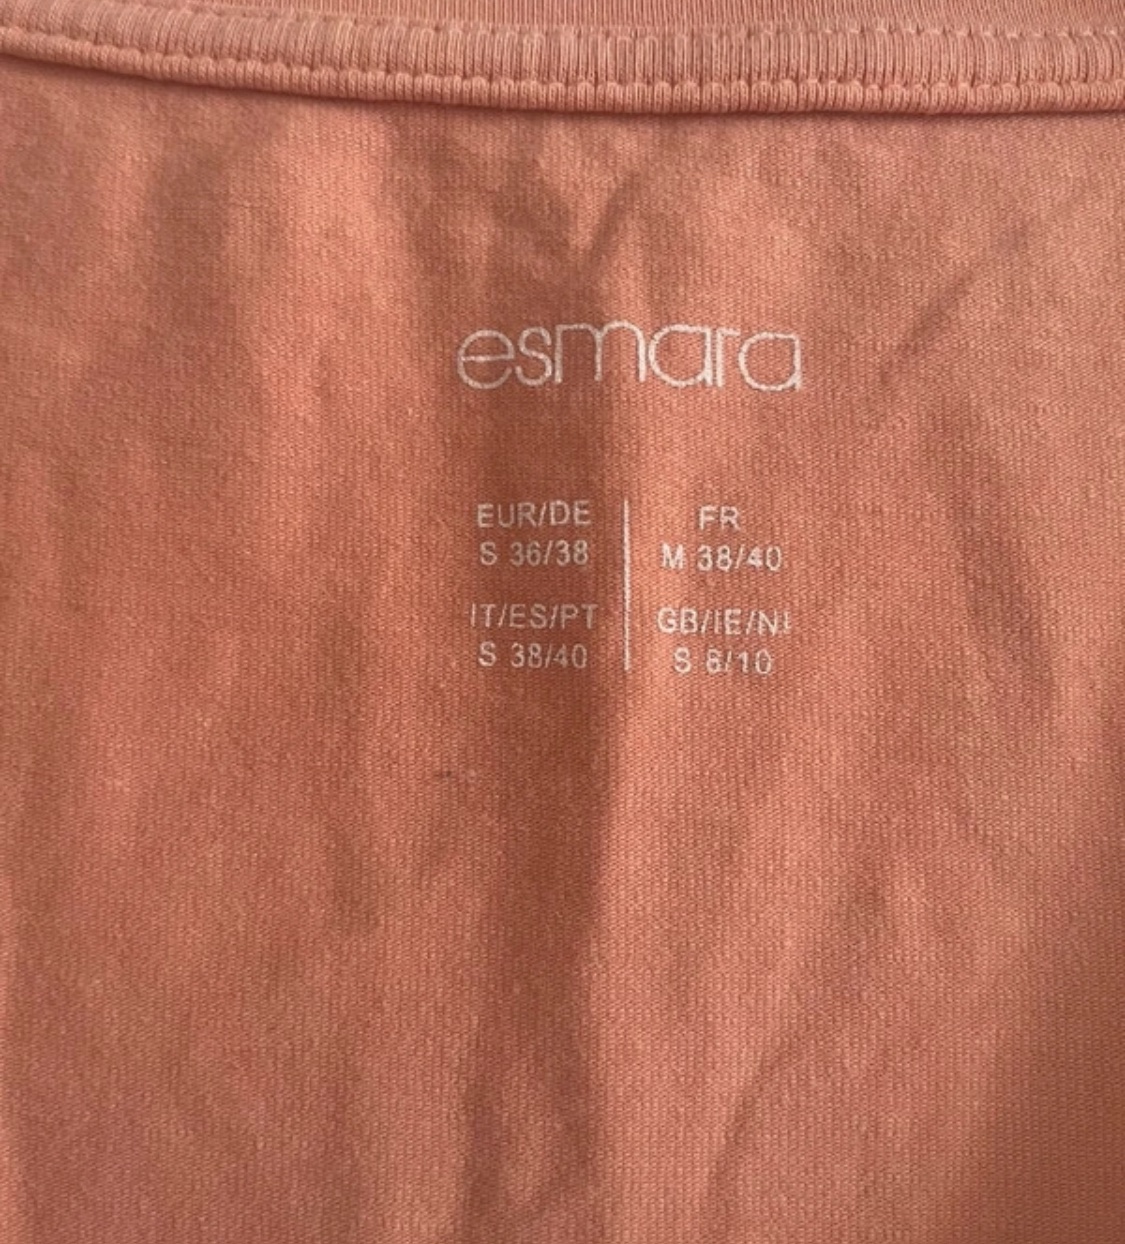 esmara
EUR/DE
S 36/38
FR
M 38/40
IT/ES/PT
S 38/40
GB/IE/NI
S 8/10